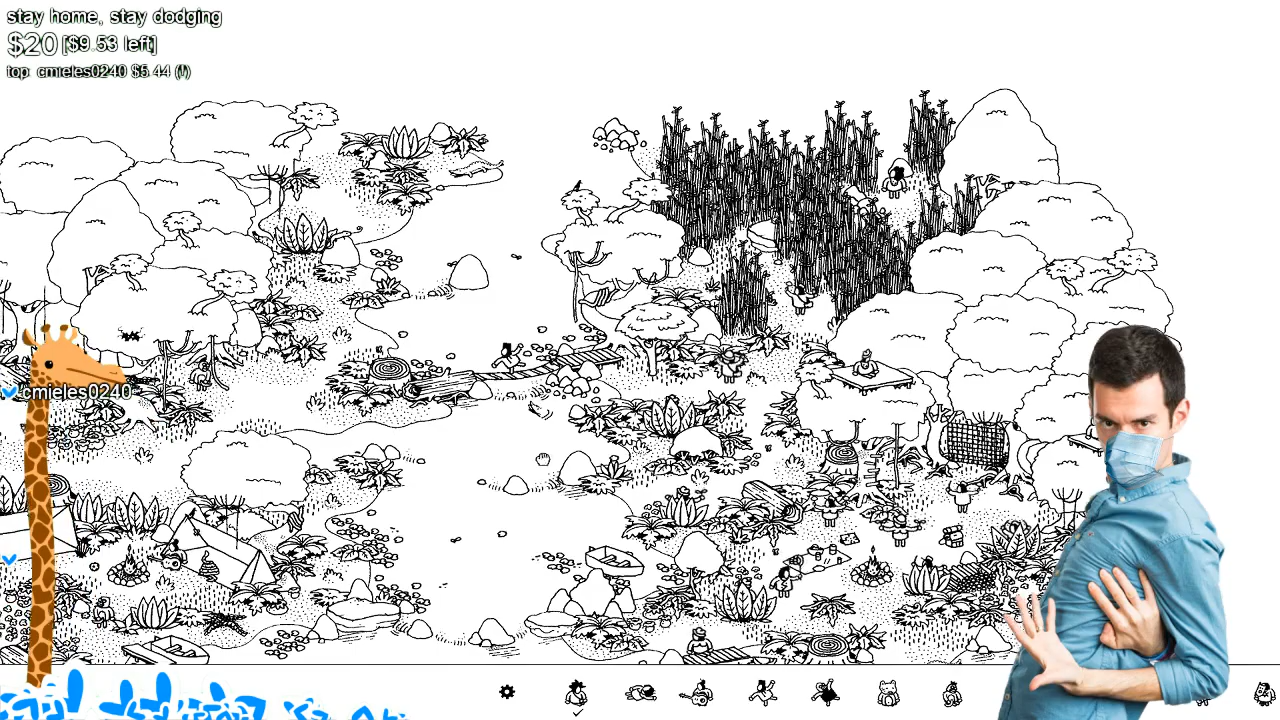 stay home, stay dodging
$20 [$9.53 left]
top: cmieles0240 $5.44 (!)
cmieles0240